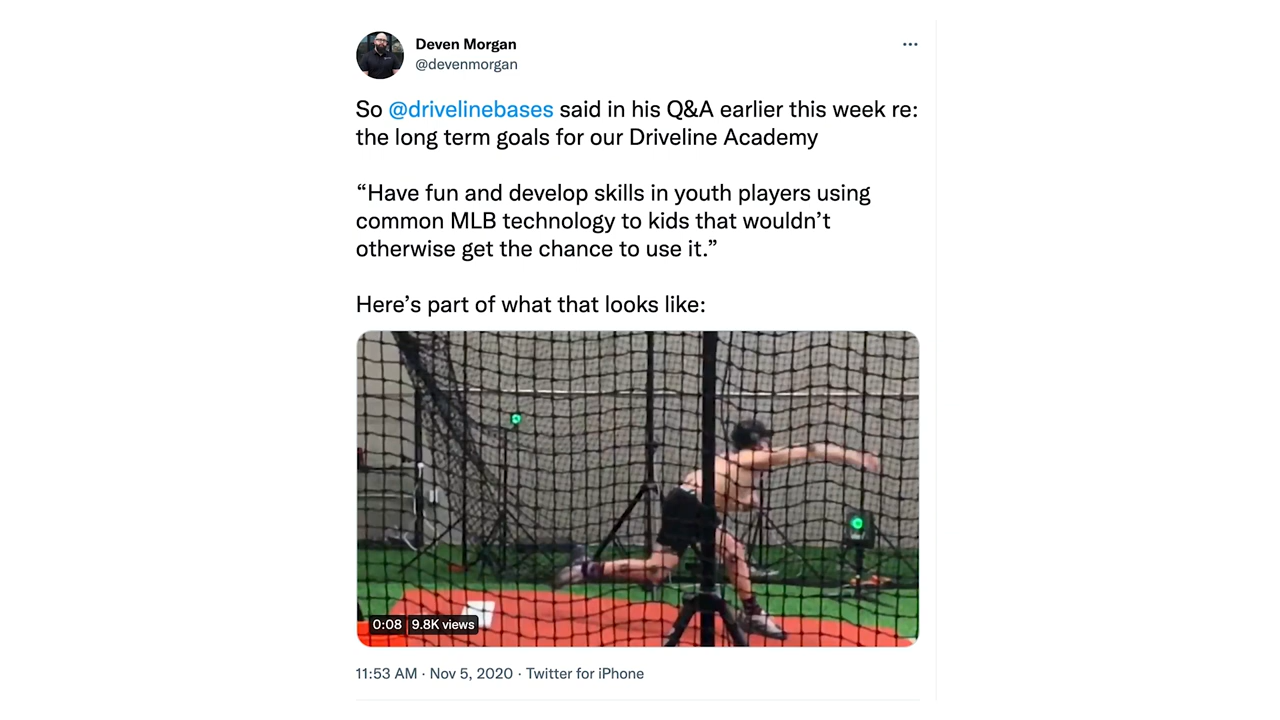 Deven Morgan
@devenmorgan
So @drivelinebases said in his Q&A earlier this week re:
the long term goals for our Driveline Academy
“Have fun and develop skills in youth players using
common MLB technology to kids that wouldn’t
otherwise get the chance to use it.”
Here’s part of what that looks like:
0:08 9.8K views
11:53 AM · Nov 5, 2020 · Twitter for iPhone